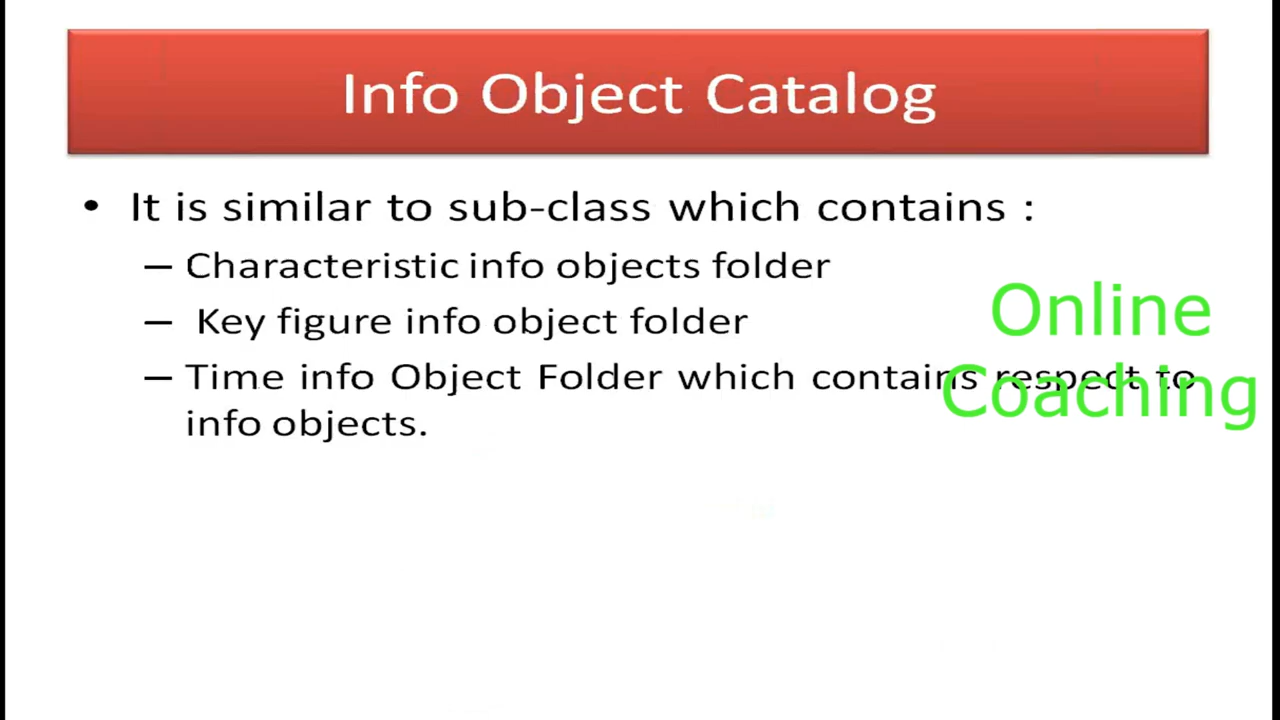 Info Object Catalog
• It is similar to sub-class which contains :
– Characteristic info objects folder
– Key figure info object folder
– Time info Object Folder which contains respect to
info objects.
Online
Coaching